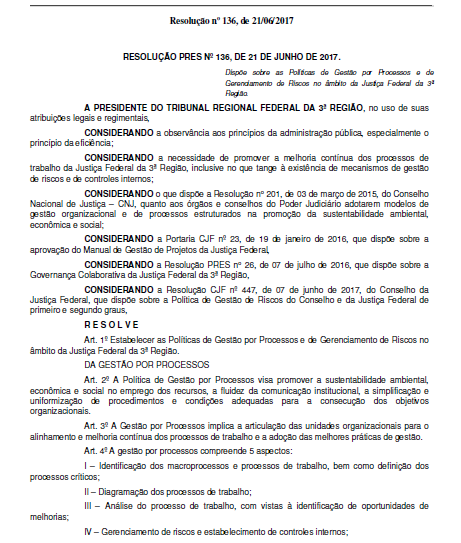 Resolução nº 136, de 21/06/2017
RESOLUÇÃO PRES Nº 136, DE 21 DE JUNHO DE 2017.
Dispõe sobre as Políticas de Gestão por Processos e de
Gerenciamento de Riscos no âmbito da Justiça Federal da 3ª
Região.
A PRESIDENTE DO TRIBUNAL REGIONAL FEDERAL DA 3ª REGIÃO, no uso de suas
atribuições legais e regimentais,
CONSIDERANDO a observância aos princípios da administração pública, especialmente o
princípio da eficiência;
CONSIDERANDO a necessidade de promover a melhoria contínua dos processos de
trabalho da Justiça Federal da 3ª Região, inclusive no que tange à existência de mecanismos de gestão
de riscos e de controles internos;
CONSIDERANDO o que dispõe a Resolução nº 201, de 03 de março de 2015, do Conselho
Nacional de Justiça – CNJ, quanto aos órgãos e conselhos do Poder Judiciário adotarem modelos de
gestão organizacional e de processos estruturados na promoção da sustentabilidade ambiental,
econômica e social;
CONSIDERANDO a Portaria CJF nº 23, de 19 de janeiro de 2016, que dispõe sobre a
aprovação do Manual de Gestão de Projetos da Justiça Federal,
CONSIDERANDO a Resolução PRES nº 26, de 07 de julho de 2016, que dispõe sobre a
Governança Colaborativa da Justiça Federal da 3ª Região,
CONSIDERANDO a Resolução CJF nº 447, de 07 de junho de 2017, do Conselho da
Justiça Federal, que dispõe sobre a Política de Gestão de Riscos do Conselho e da Justiça Federal de
primeiro e segundo graus,
R E S O L V E
Art. 1º Estabelecer as Políticas de Gestão por Processos e de Gerenciamento de Riscos no
âmbito da Justiça Federal da 3ª Região.
DA GESTÃO POR PROCESSOS
Art. 2º A Política de Gestão por Processo visa promover a sustentabilidade ambiental,
econômica e social no emprego dos recursos, a fluidez da comunicação institucional, a simplificação e
uniformização de procedimentos e condições adequadas para a consecução dos objetivos
organizacionais.
Art. 3º A Gestão por Processos implica a articulação das unidades organizacionais para o
alinhamento e melhoria contínua dos processos de trabalho e a adoção das melhores práticas de gestão.
Art. 4º A gestão por processos compreende 5 aspectos:
I – Identificação dos macroprocessos e processos de trabalho, bem como definição dos
processos críticos;
II – Diagramação dos processos de trabalho;
III – Análise do processo de trabalho, com vistas à identificação de oportunidades de
melhorias;
IV – Gerenciamento de riscos e estabelecimento de controles internos;